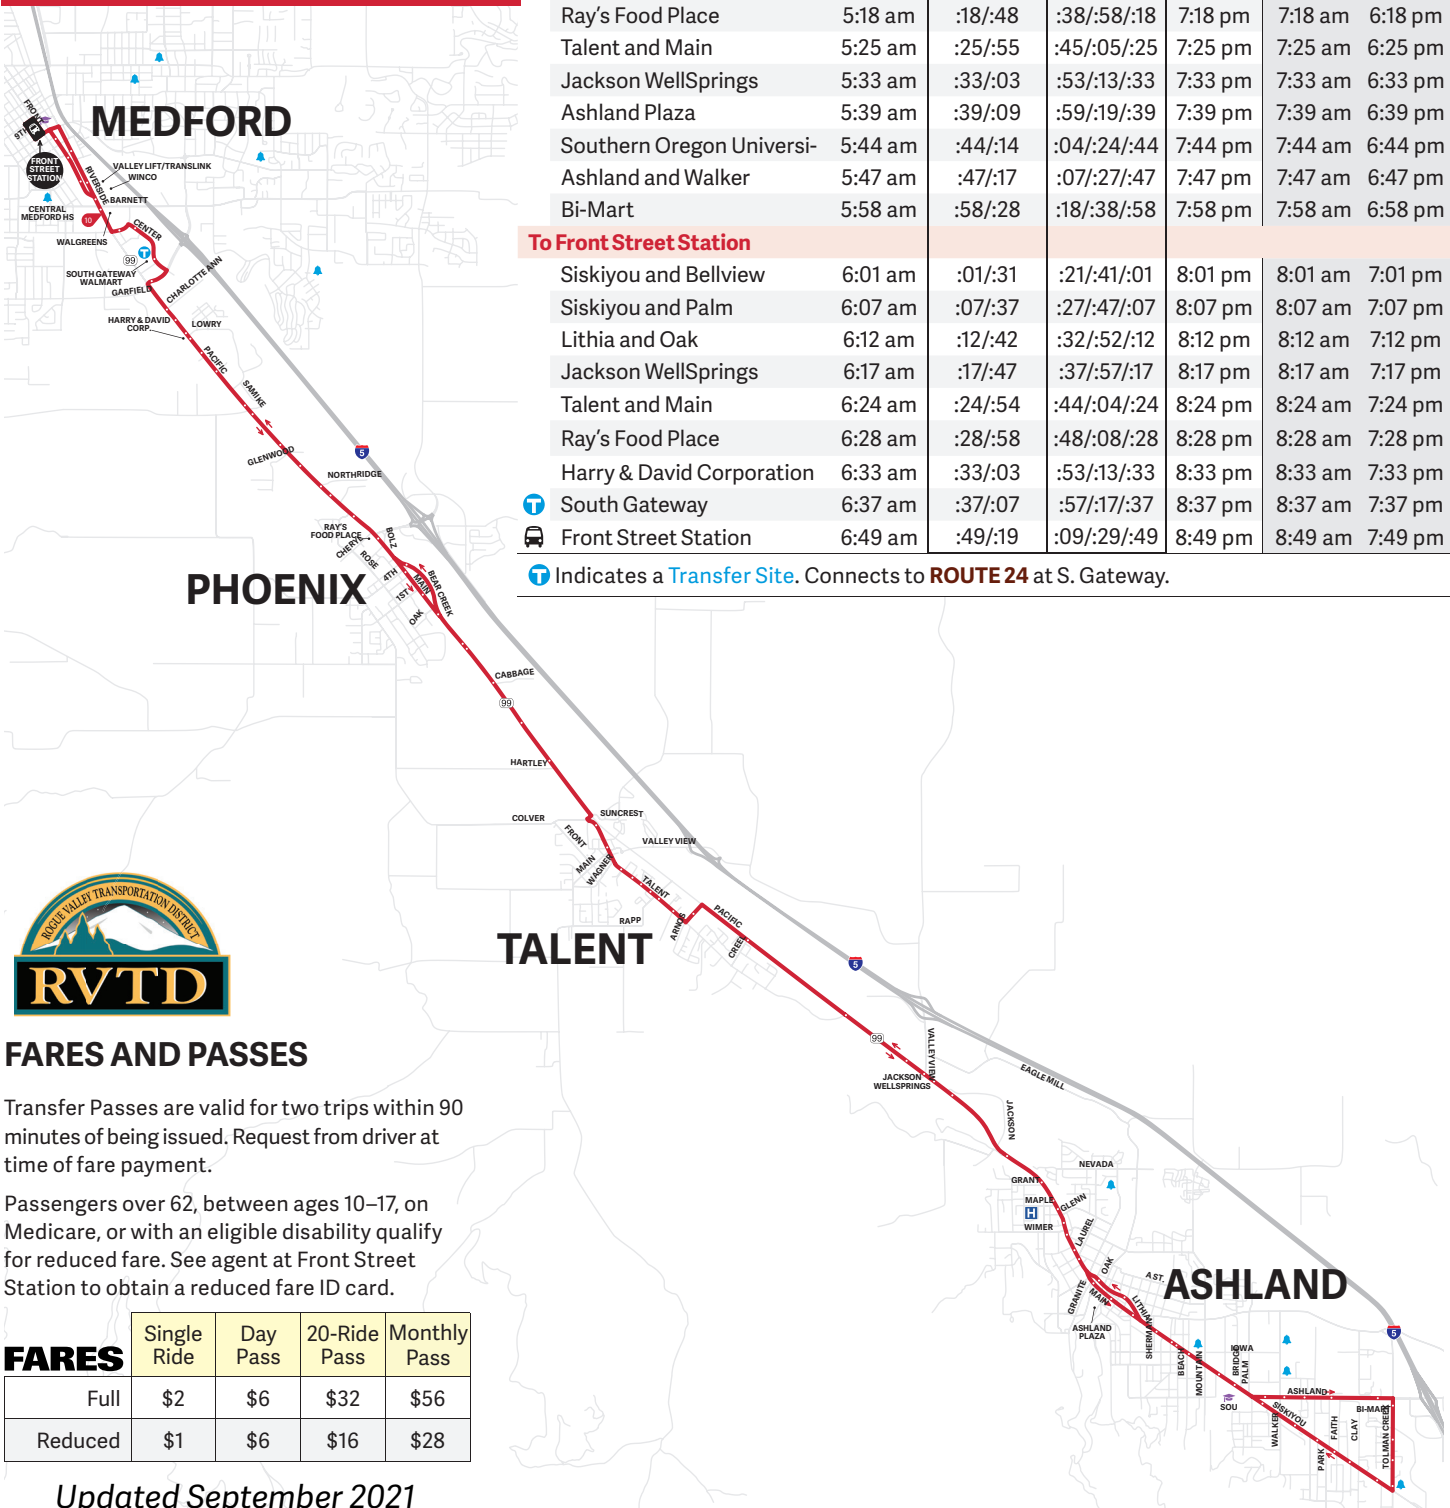 Ray's Food Place 5:18 am :18/:48 :38/:58/:18 7:18 pm 7:18 am 6:18 pm
Talent and Main 5:25 am :25/:55 :45/:05/:25 7:25 pm 7:25 am 6:25 pm
Jackson WellSprings 5:33 am :33/:03 :53/:13/:33 7:33 pm 7:33 am 6:33 pm
Ashland Plaza 5:39 am :39/:09 :59/:19/:39 7:39 pm 7:39 am 6:39 pm
Southern Oregon Universi- 5:44 am :44/:14 :04/:24/:44 7:44 pm 7:44 am 6:44 pm
Ashland and Walker 5:47 am :47/:17 :07/:27/:47 7:47 pm 7:47 am 6:47 pm
Bi-Mart 5:58 am :58/:28 :18/:38/:58 7:58 pm 7:58 am 6:58 pm
To Front Street Station
Siskiyou and Bellview 6:01 am :01/:31 :21/:41/:01 8:01 pm 8:01 am 7:01 pm
Siskiyou and Palm 6:07 am :07/:37 :27/:47/:07 8:07 pm 8:07 am 7:07 pm
Lithia and Oak 6:12 am :12/:42 :32/:52/:12 8:12 pm 8:12 am 7:12 pm
Jackson WellSprings 6:17 am :17/:47 :37/:57/:17 8:17 pm 8:17 am 7:17 pm
Talent and Main 6:24 am :24/:54 :44/:04/:24 8:24 pm 8:24 am 7:24 pm
Ray's Food Place 6:28 am :28/:58 :48/:08/:28 8:28 pm 8:28 am 7:28 pm
Harry & David Corporation 6:33 am :33/:03 :53/:13/:33 8:33 pm 8:33 am 7:33 pm
T South Gateway 6:37 am :37/:07 :57/:17/:37 8:37 pm 8:37 am 7:37 pm
Front Street Station 6:49 am :49/:19 :09/:29/:49 8:49 pm 8:49 am 7:49 pm
T Indicates a Transfer Site. Connects to ROUTE 24 at S. Gateway.
MEDFORD
FRONT
9TH
FRONT
STREET
STATION
RIVERSIDE
VALLEY LIFT/TRANSLINK
WINCO
BARNETT
CENTRAL
MEDFORD HS
10
WALGREENS
CENTER
T
99
SOUTH GATEWAY
WALMART
GARFIELD
CHARLOTTE ANN
HARRY & DAVID
CORP.
LOWRY
PACIFIC
SAMIKE
GLENWOOD
5
NORTHRIDGE
RAY'S
FOOD PLACE
CHERYL
BOLZ
ROSE
4TH
1ST
MAIN
BEAR CREEK
OAK
PHOENIX
CABBAGE
99
HARTLEY
COLVER
SUNCREST
FRONT
MAIN
WAGNER
VALLEY VIEW
TALENT
RAPP
ARNOS
PACIFIC
CREEL
TALENT
5
99
VALLEY VIEW
JACKSON
WELLSPRINGS
EAGLE MILL
JACKSON
NEVADA
GRANT
MAPLE
GLENN
H
WIMER
LAUREL
OAK
A ST.
ASHLAND
GRANITE
MAIN
LITHIA
ASHLAND
PLAZA
SHERMAN
5
BEACH
MOUNTAIN
IOWA
BRIDGE
PALM
SOU
ASHLAND
SISKIYOU
WALKER
BI-MART
FAITH
CLAY
PARK
TOLMAN CREEK
ROGUE VALLEY TRANSPORTATION DISTRICT
RVTD
FARES AND PASSES
Transfer Passes are valid for two trips within 90
minutes of being issued. Request from driver at
time of fare payment.
Passengers over 62, between ages 10–17, on
Medicare, or with an eligible disability qualify
for reduced fare. See agent at Front Street
Station to obtain a reduced fare ID card.
FARES Single Ride Day Pass 20-Ride Pass Monthly Pass
Full $2 $6 $32 $56
Reduced $1 $6 $16 $28
Updated September 2021